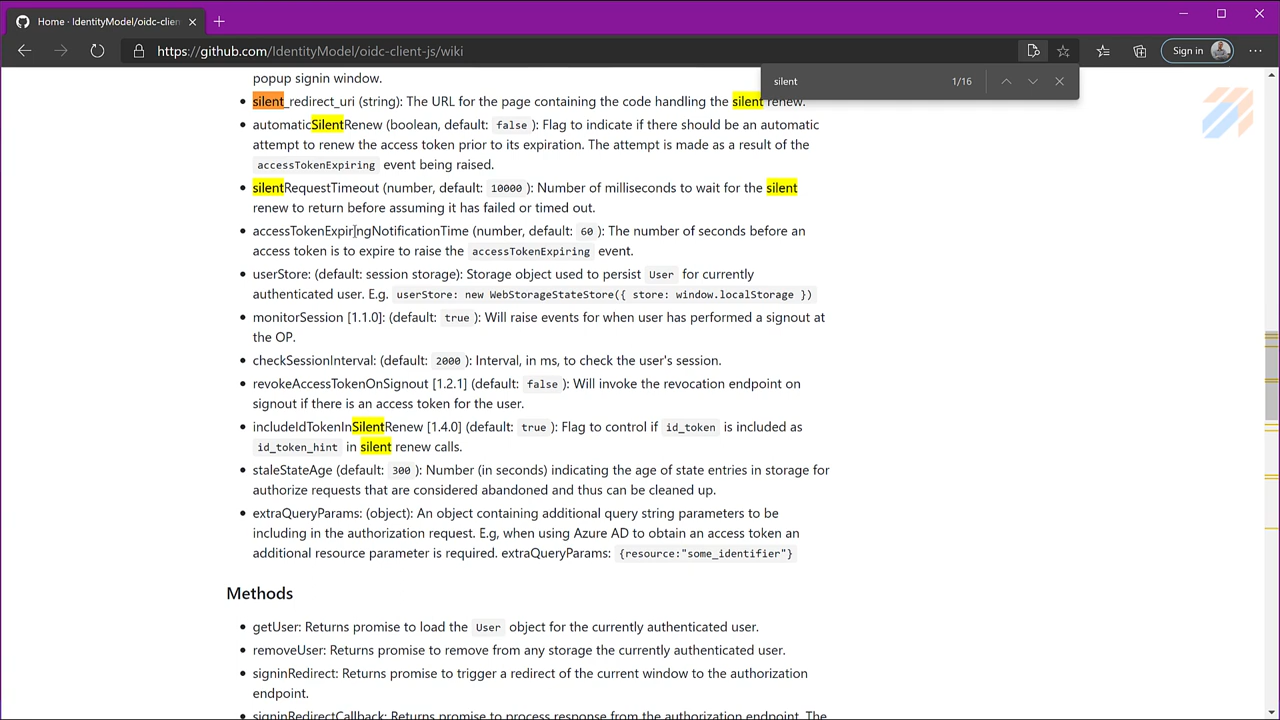 Home · IdentityModel/oidc-client
https://github.com/IdentityModel/oidc-client-js/wiki
Sign in
silent
1/16
popup signin window.
silent_redirect_uri (string): The URL for the page containing the code handling the silent renew.
automaticSilentRenew (boolean, default: false ): Flag to indicate if there should be an automatic
attempt to renew the access token prior to its expiration. The attempt is made as a result of the
accessTokenExpiring event being raised.
silentRequestTimeout (number, default: 10000 ): Number of milliseconds to wait for the silent
renew to return before assuming it has failed or timed out.
accessTokenExpiringNotificationTime (number, default: 60 ): The number of seconds before an
access token is to expire to raise the accessTokenExpiring event.
userStore: (default: session storage): Storage object used to persist User for currently
authenticated user. E.g. userStore: new WebStorageStateStore({ store: window.localStorage })
monitorSession [1.1.0]: (default: true ): Will raise events for when user has performed a signout at
the OP.
checkSessionInterval: (default: 2000 ): Interval, in ms, to check the user's session.
revokeAccessTokenOnSignout [1.2.1] (default: false ): Will invoke the revocation endpoint on
signout if there is an access token for the user.
includeIdTokenInSilentRenew [1.4.0] (default: true ): Flag to control if id_token is included as
id_token_hint in silent renew calls.
staleStateAge (default: 300 ): Number (in seconds) indicating the age of state entries in storage for
authorize requests that are considered abandoned and thus can be cleaned up.
extraQueryParams: (object): An object containing additional query string parameters to be
including in the authorization request. E.g, when using Azure AD to obtain an access token an
additional resource parameter is required. extraQueryParams: {resource:"some_identifier"}
Methods
getUser: Returns promise to load the User object for the currently authenticated user.
removeUser: Returns promise to remove from any storage the currently authenticated user.
signinRedirect: Returns promise to trigger a redirect of the current window to the authorization
endpoint.
signinRedirectCallback: Returns promise to process response from the authorization endpoint. The